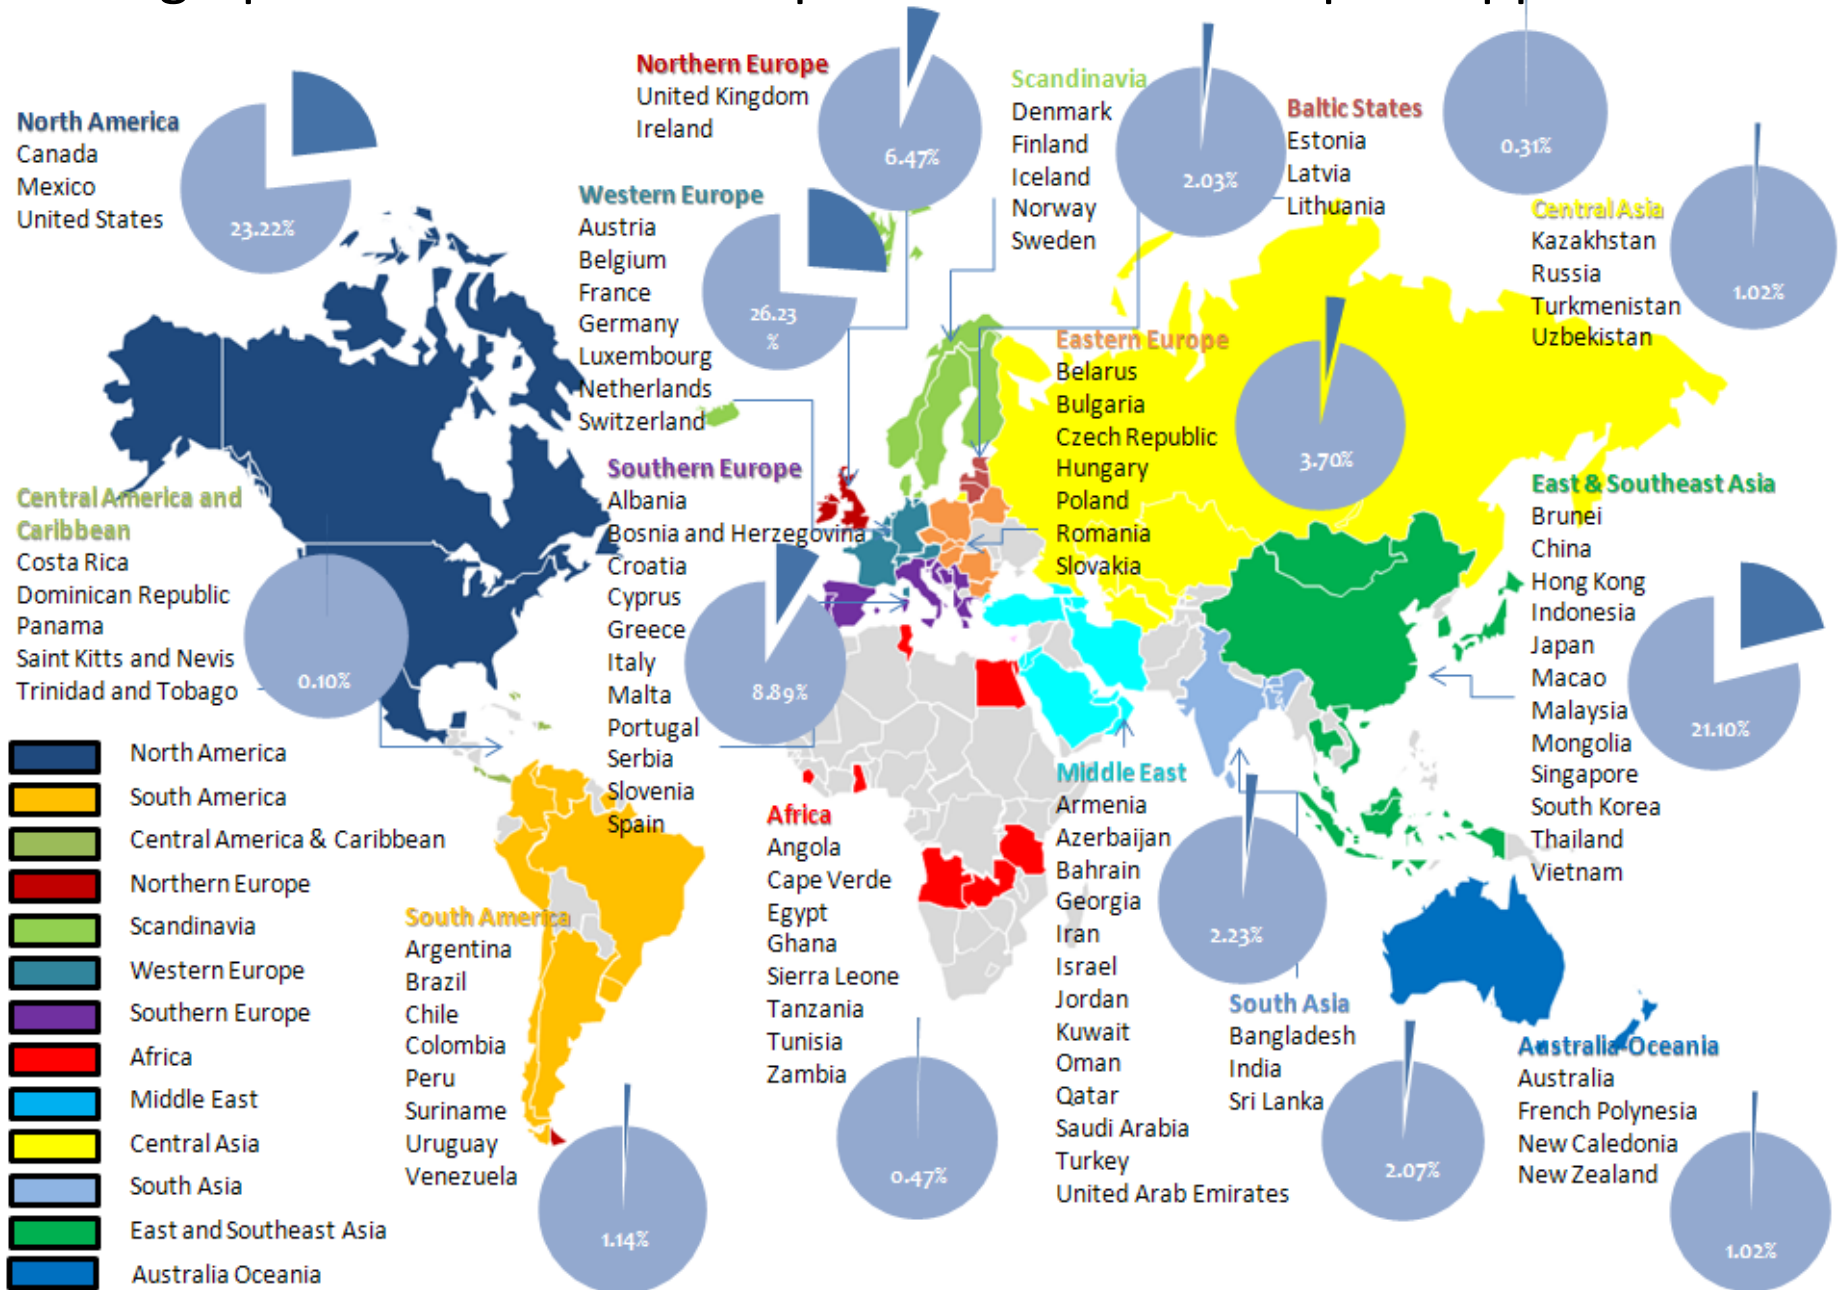 North America
Canada
Mexico
United States
23.22%
Northern Europe
United Kingdom
Ireland
6.47%
Scandinavia
Denmark
Finland
Iceland
Norway
Sweden
2.03%
Baltic States
Estonia
Latvia
Lithuania
0.31%
Central Asia
Kazakhstan
Russia
Turkmenistan
Uzbekistan
1.02%
Western Europe
Austria
Belgium
France
Germany
Luxembourg
Netherlands
Switzerland
26.23
%
Eastern Europe
Belarus
Bulgaria
Czech Republic
Hungary
Poland
Romania
Slovakia
3.70%
Central America and
Caribbean
Costa Rica
Dominican Republic
Panama
Saint Kitts and Nevis
Trinidad and Tobago
0.10%
Southern Europe
Albania
Bosnia and Herzegovina
Croatia
Cyprus
Greece
Italy
Malta
Portugal
Serbia
Slovenia
Spain
8.89%
East & Southeast Asia
Brunei
China
Hong Kong
Indonesia
Japan
Macao
Malaysia
Mongolia
Singapore
South Korea
Thailand
Vietnam
21.10%
North America
South America
Central America & Caribbean
Northern Europe
Scandinavia
Western Europe
Southern Europe
Africa
Middle East
Central Asia
South Asia
East and Southeast Asia
Australia Oceania
South America
Argentina
Brazil
Chile
Colombia
Peru
Suriname
Uruguay
Venezuela
1.14%
Africa
Angola
Cape Verde
Egypt
Ghana
Sierra Leone
Tanzania
Tunisia
Zambia
0.47%
Middle East
Armenia
Azerbaijan
Bahrain
Georgia
Iran
Israel
Jordan
Kuwait
Oman
Qatar
Saudi Arabia
Turkey
United Arab Emirates
2.23%
South Asia
Bangladesh
India
Sri Lanka
2.07%
Australia-Oceania
Australia
French Polynesia
New Caledonia
New Zealand
1.02%